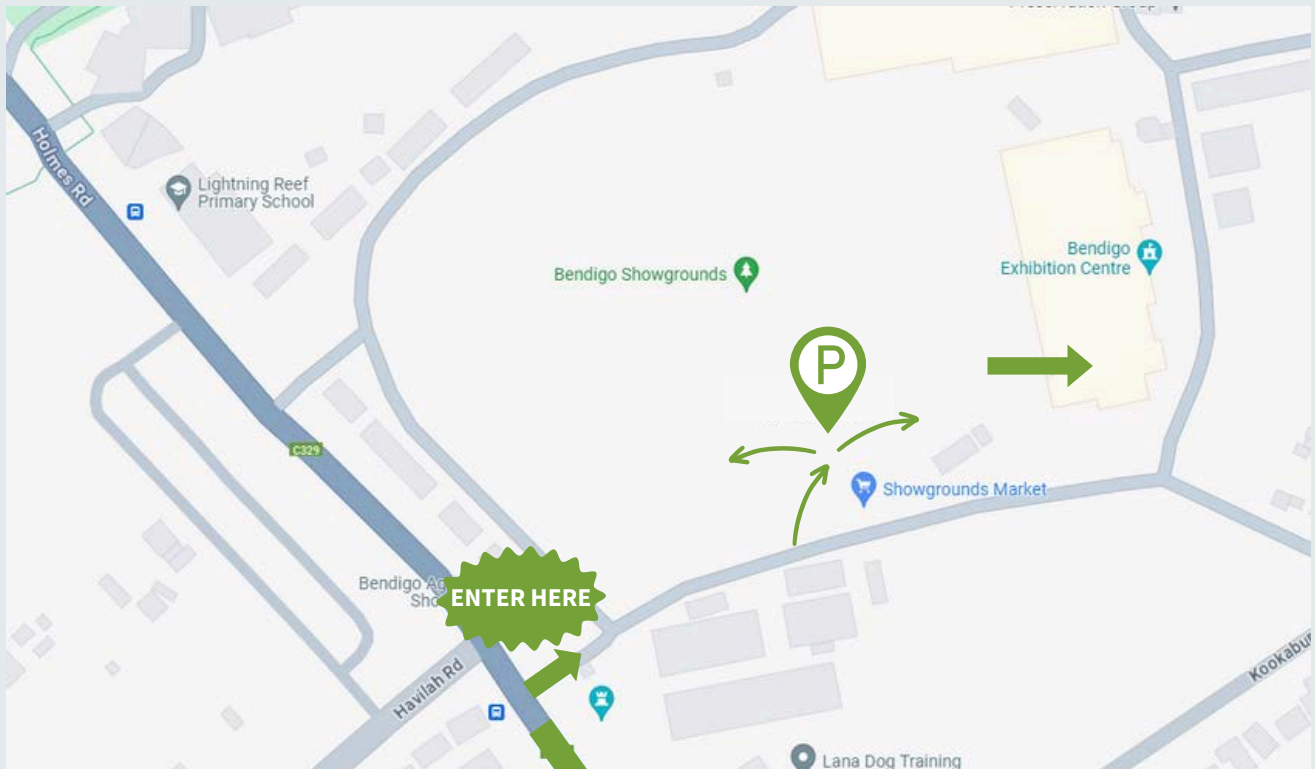 Holmes Rd
Lightning Reef
Primary School
Bendigo
Exhibition Centre
Bendigo Showgrounds
P
C329
Showgrounds Market
Bendigo
ENTER HERE
Havilah Rd
Lana Dog Training